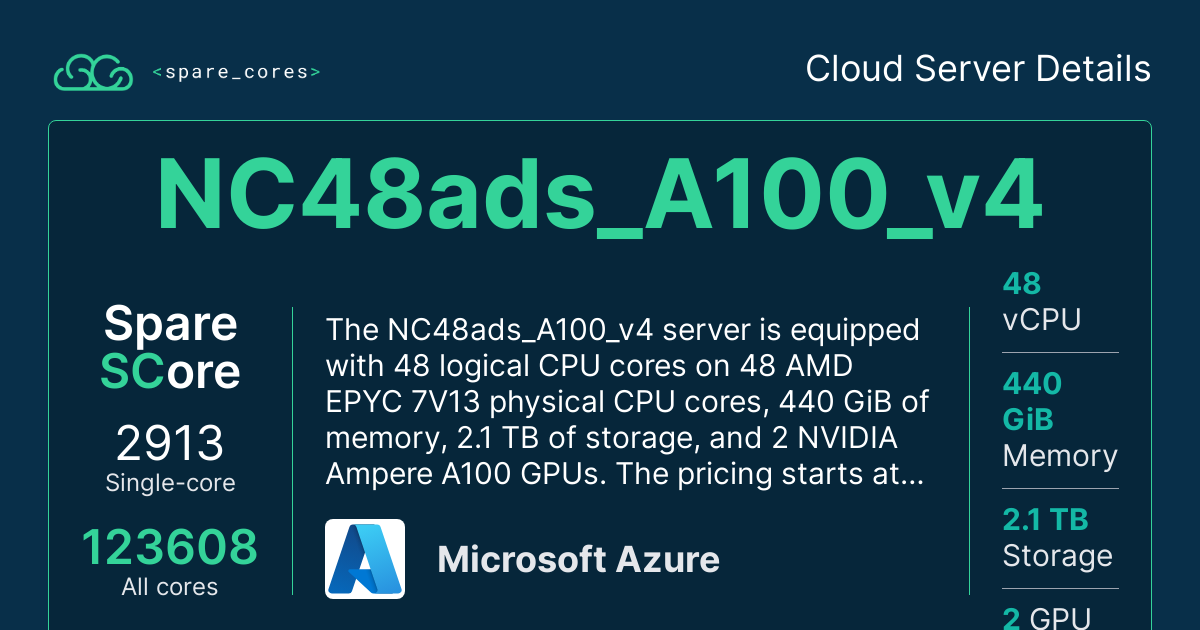 <spare_cores>
Cloud Server Details
NC48ads_A100_v4
Spare
SCore
2913
Single-core
123608
All cores
The NC48ads_A100_v4 server is equipped
with 48 logical CPU cores on 48 AMD
EPYC 7V13 physical CPU cores, 440 GiB of
memory, 2.1 TB of storage, and 2 NVIDIA
Ampere A100 GPUs. The pricing starts at...
Microsoft Azure
48
vCPU
440
GiB
Memory
2.1 TB
Storage
2 GPU